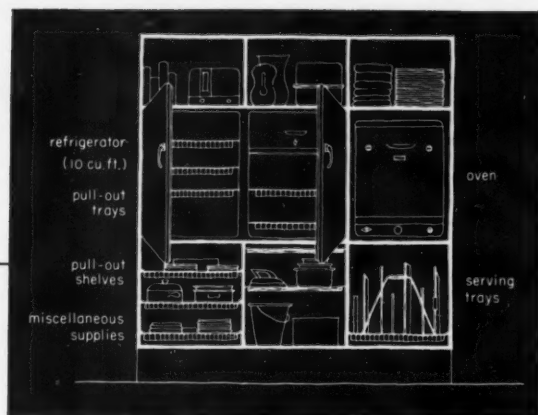 refrigerator
(10 cu.ft.)
pull-out
trays
pull-out
shelves
miscellaneous
supplies
oven
serving
trays